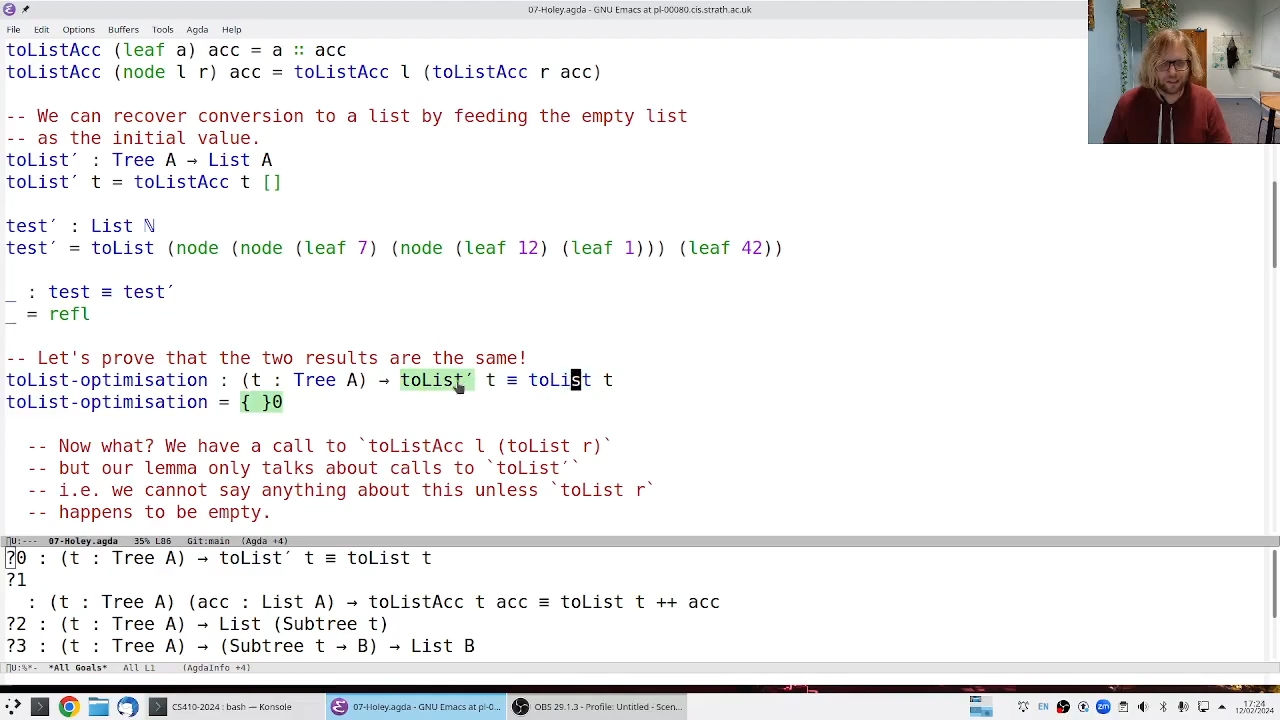 07-Holey.agda - GNU Emacs at pl-00080.cis.strath.ac.uk
File Edit Options Buffers Tools Agda Help
toListAcc (leaf a) acc = a ∷ acc
toListAcc (node l r) acc = toListAcc l (toListAcc r acc)
-- We can recover conversion to a list by feeding the empty list
-- as the initial value.
toList′ : Tree A → List A
toList′ t = toListAcc t []
test′ : List ℕ
test′ = toList (node (node (leaf 7) (node (leaf 12) (leaf 1))) (leaf 42))
_ : test ≡ test′
_ = refl
-- Let's prove that the two results are the same!
toList-optimisation : (t : Tree A) → toList′ t ≡ toList t
toList-optimisation = { }0
-- Now what? We have a call to `toListAcc l (toList r)`
-- but our lemma only talks about calls to `toList′`
-- i.e. we cannot say anything about this unless `toList r`
-- happens to be empty.
U:--- 07-Holey.agda 35% L86 Git:main (Agda +4)
?0 : (t : Tree A) → toList′ t ≡ toList t
?1
: (t : Tree A) (acc : List A) → toListAcc t acc ≡ toList t ++ acc
?2 : (t : Tree A) → List (Subtree t)
?3 : (t : Tree A) → (Subtree t → B) → List B
U:%*- *All Goals* All L1 (AgdaInfo +4)
CS410-2024 : bash — Ko
07-Holey.agda - GNU Emacs at pl-0...
OBS 29.1.3 - Profile: Untitled - Scen...
EN
zm
17:24
12/02/2024